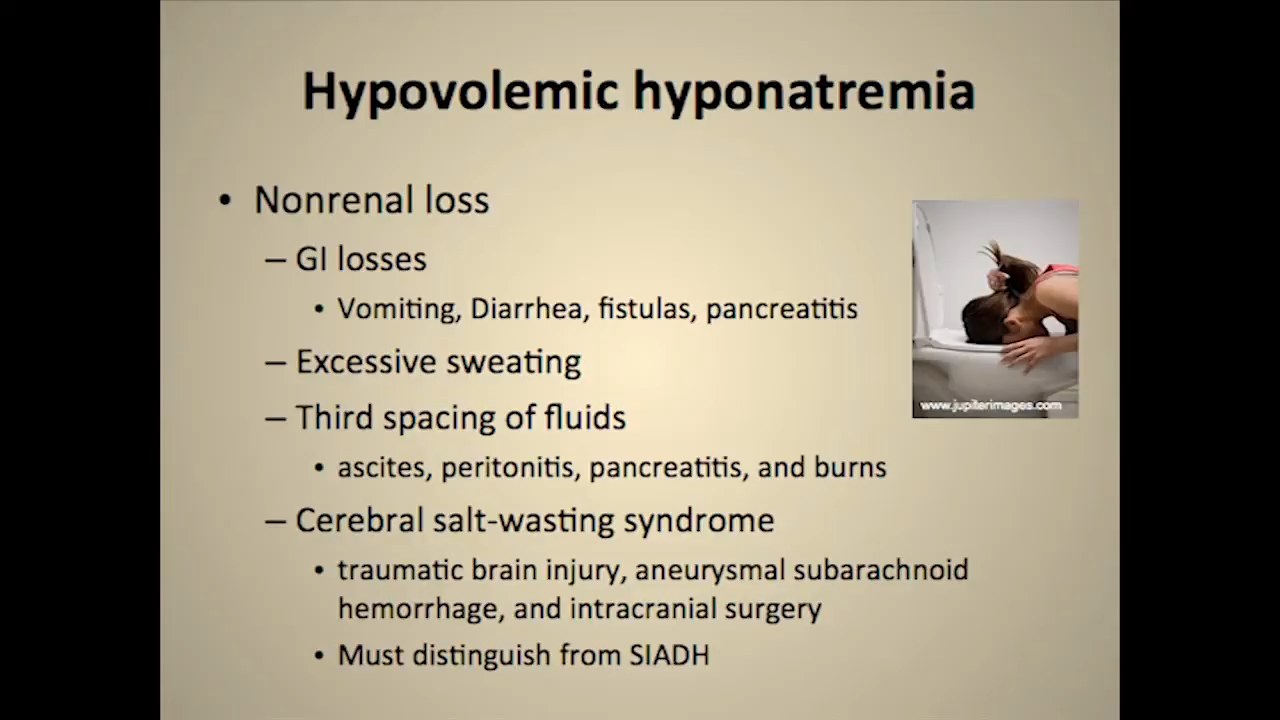 Hypovolemic hyponatremia
• Nonrenal loss
– GI losses
• Vomiting, Diarrhea, fistulas, pancreatitis
– Excessive sweating
– Third spacing of fluids
• ascites, peritonitis, pancreatitis, and burns
– Cerebral salt-wasting syndrome
• traumatic brain injury, aneurysmal subarachnoid
hemorrhage, and intracranial surgery
• Must distinguish from SIADH
www.jupiterimages.com